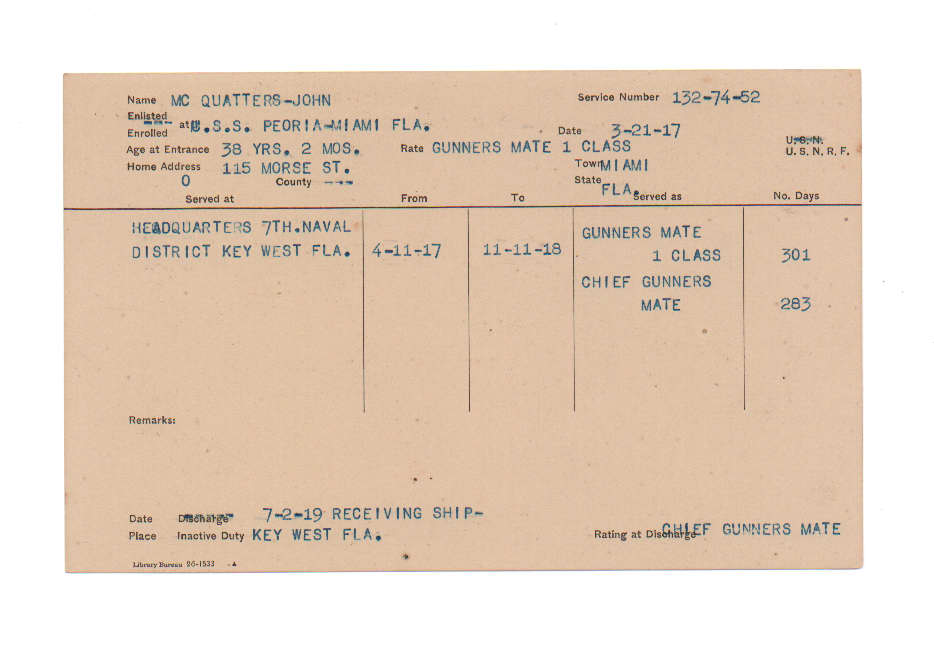 Name MC QUATTERS-JOHN Service Number 132-74-52
Enlisted
Enrolled at U.S.S. PEORIA-MIAMI FLA. Date 3-21-17 U.S.N.
Age at Entrance 38 YRS. 2 MOS. Rate GUNNERS MATE 1 CLASS U.S.N.R.F.
Home Address 115 MORSE ST. Town MIAMI
0 County ---- State FLA.
Served at From To Served as No. Days
HEADQUARTERS 7TH.NAVAL GUNNERS MATE
DISTRICT KEY WEST FLA. 4-11-17 11-11-18 1 CLASS 301
CHIEF GUNNERS
MATE 283
Remarks:
Date Discharge 7-2-19 RECEIVING SHIP-
Place Inactive Duty KEY WEST FLA. Rating at Discharge CHIEF GUNNERS MATE
Library Bureau 26-1533